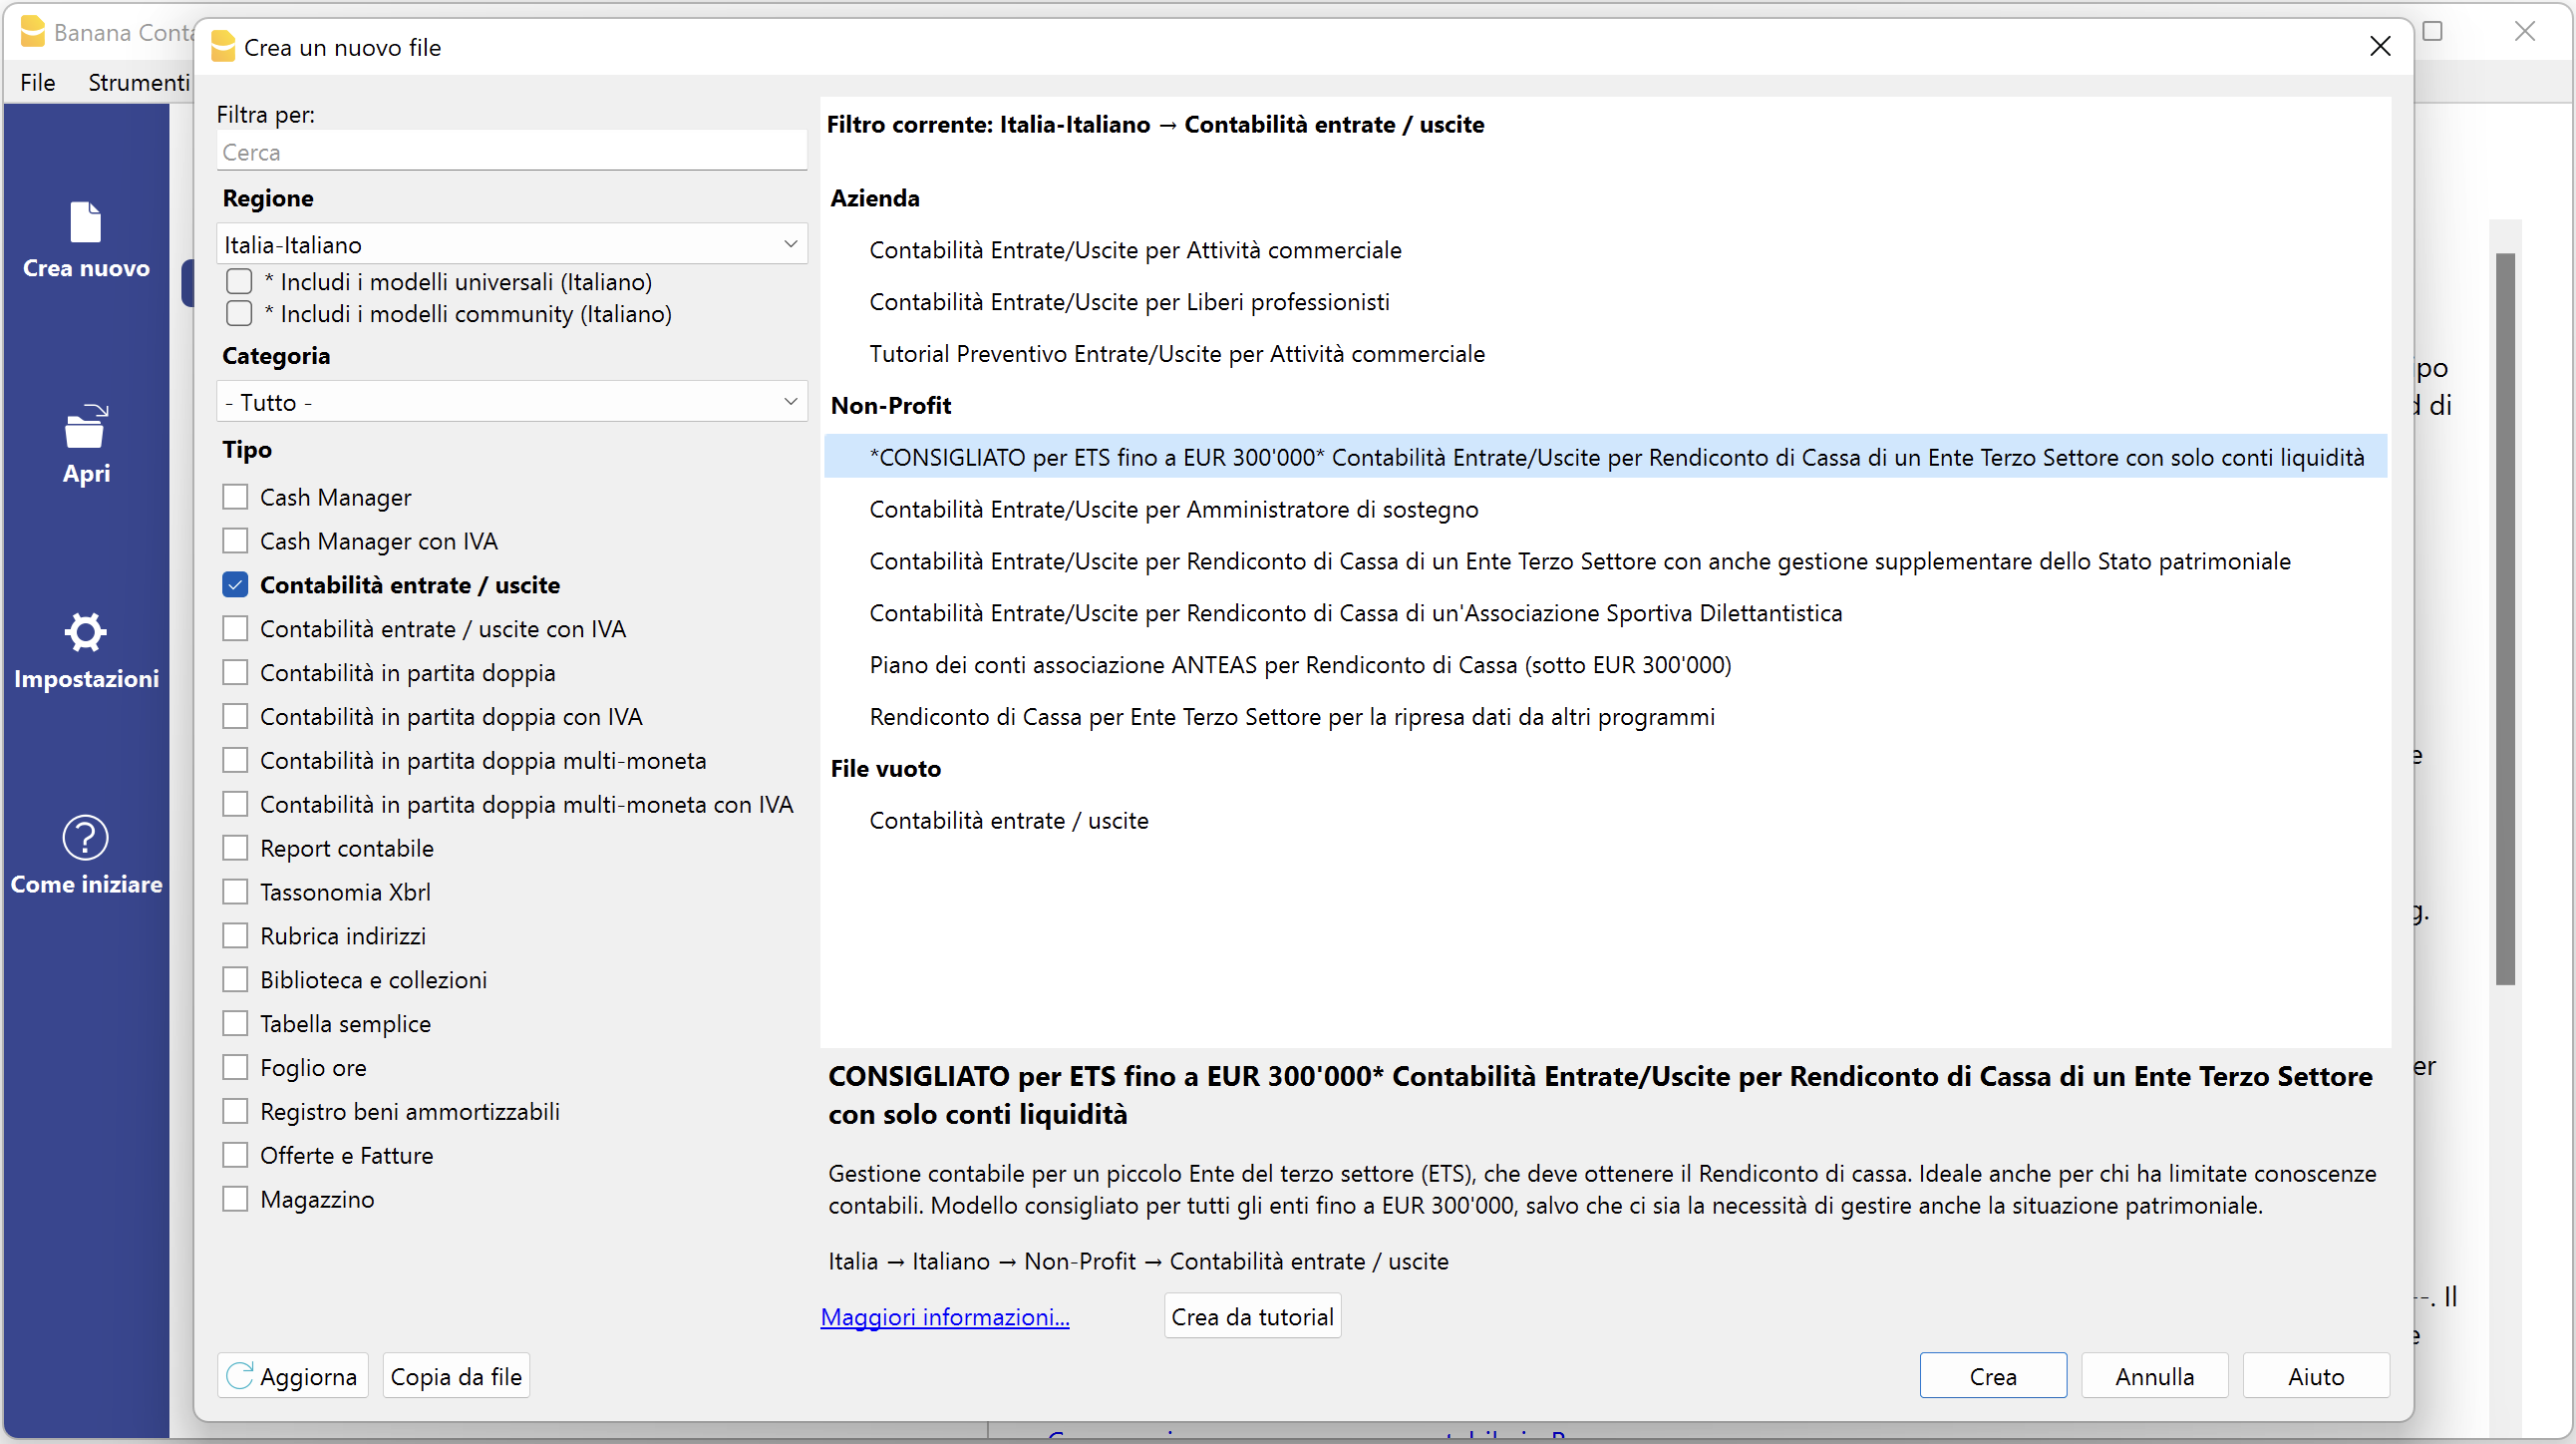 Banana Conta
File Strumenti
Crea nuovo
Apri
Impostazioni
Come iniziare
Crea un nuovo file
Filtra per:
Cerca
Regione
Italia-Italiano
* Includi i modelli universali (Italiano)
* Includi i modelli community (Italiano)
Categoria
- Tutto -
Tipo
Cash Manager
Cash Manager con IVA
Contabilità entrate / uscite
Contabilità entrate / uscite con IVA
Contabilità in partita doppia
Contabilità in partita doppia con IVA
Contabilità in partita doppia multi-moneta
Contabilità in partita doppia multi-moneta con IVA
Report contabile
Tassonomia Xbrl
Rubrica indirizzi
Biblioteca e collezioni
Tabella semplice
Foglio ore
Registro beni ammortizzabili
Offerte e Fatture
Magazzino
Aggiorna Copia da file
Filtro corrente: Italia-Italiano → Contabilità entrate / uscite
Azienda
Contabilità Entrate/Uscite per Attività commerciale
Contabilità Entrate/Uscite per Liberi professionisti
Tutorial Preventivo Entrate/Uscite per Attività commerciale
Non-Profit
*CONSIGLIATO per ETS fino a EUR 300'000* Contabilità Entrate/Uscite per Rendiconto di Cassa di un Ente Terzo Settore con solo conti liquidità
Contabilità Entrate/Uscite per Amministratore di sostegno
Contabilità Entrate/Uscite per Rendiconto di Cassa di un Ente Terzo Settore con anche gestione supplementare dello Stato patrimoniale
Contabilità Entrate/Uscite per Rendiconto di Cassa di un'Associazione Sportiva Dilettantistica
Piano dei conti associazione ANTEAS per Rendiconto di Cassa (sotto EUR 300'000)
Rendiconto di Cassa per Ente Terzo Settore per la ripresa dati da altri programmi
File vuoto
Contabilità entrate / uscite
CONSIGLIATO per ETS fino a EUR 300'000* Contabilità Entrate/Uscite per Rendiconto di Cassa di un Ente Terzo Settore
con solo conti liquidità
Gestione contabile per un piccolo Ente del terzo settore (ETS), che deve ottenere il Rendiconto di cassa. Ideale anche per chi ha limitate conoscenze
contabili. Modello consigliato per tutti gli enti fino a EUR 300'000, salvo che ci sia la necessità di gestire anche la situazione patrimoniale.
Italia → Italiano → Non-Profit → Contabilità entrate / uscite
Maggiori informazioni... Crea da tutorial
Crea Annulla Aiuto
ipo
di
e
g.
er
--. Il
e